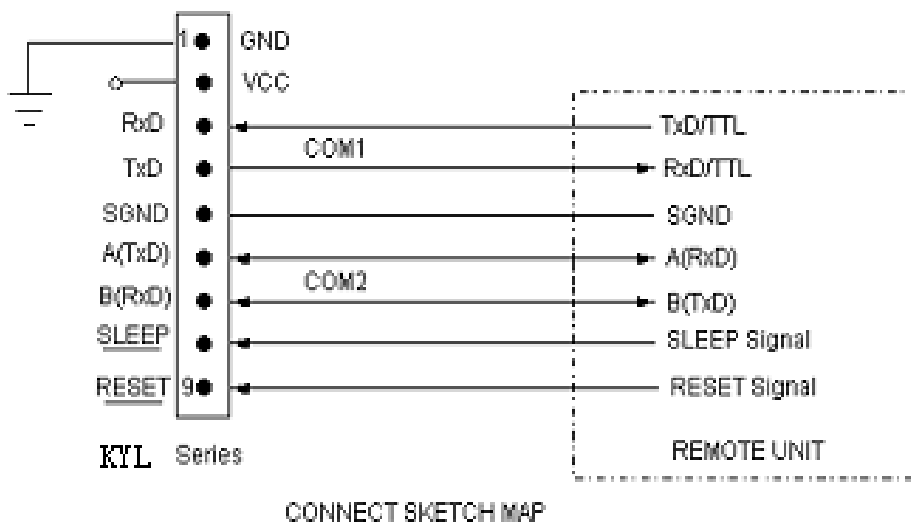 1 GND
VCC
RxD TxD/TTL
COM1
TxD RxD/TTL
SGND SGND
A(TxD) A(RxD)
COM2
B(RxD) B(TxD)
SLEEP SLEEP Signal
RESET 9 RESET Signal
KYL Series REMOTE UNIT
CONNECT SKETCH MAP